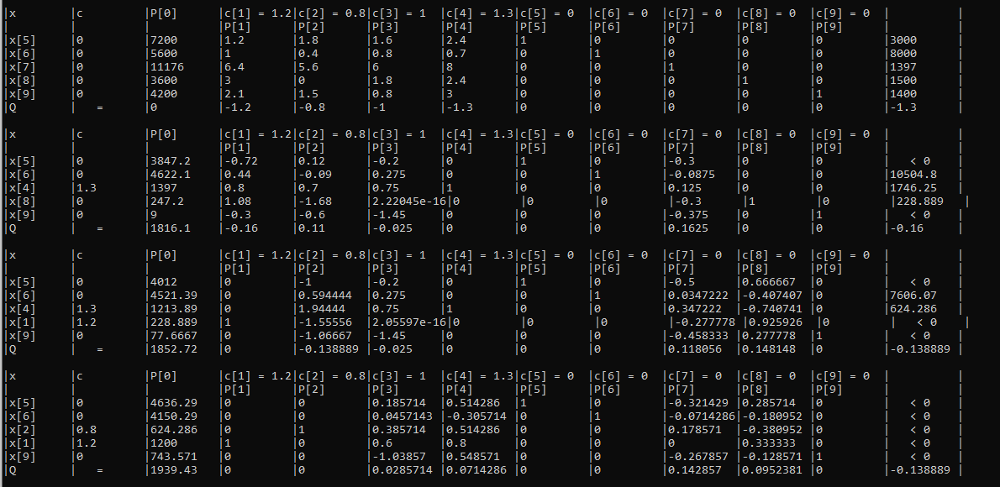 |x |c |P[0] |c[1] = 1.2|c[2] = 0.8|c[3] = 1 |c[4] = 1.3|c[5] = 0 |c[6] = 0 |c[7] = 0 |c[8] = 0 |c[9] = 0 | |
| | | |P[1] |P[2] |P[3] |P[4] |P[5] |P[6] |P[7] |P[8] |P[9] | |
|x[5] |0 |7200 |1.2 |1.8 |1.6 |2.4 |1 |0 |0 |0 |0 |3000 |
|x[6] |0 |5600 |1 |0.4 |0.8 |0.7 |0 |1 |0 |0 |0 |8000 |
|x[7] |0 |11176 |6.4 |5.6 |6 |8 |0 |0 |1 |0 |0 |1397 |
|x[8] |0 |3600 |3 |0 |1.8 |2.4 |0 |0 |0 |1 |0 |1500 |
|x[9] |0 |4200 |2.1 |1.5 |0.8 |3 |0 |0 |0 |0 |1 |1400 |
|Q | = |0 |-1.2 |-0.8 |-1 |-1.3 |0 |0 |0 |0 |0 |-1.3 |
|x |c |P[0] |c[1] = 1.2|c[2] = 0.8|c[3] = 1 |c[4] = 1.3|c[5] = 0 |c[6] = 0 |c[7] = 0 |c[8] = 0 |c[9] = 0 | |
| | | |P[1] |P[2] |P[3] |P[4] |P[5] |P[6] |P[7] |P[8] |P[9] | |
|x[5] |0 |3847.2 |-0.72 |0.12 |-0.2 |0 |1 |0 |-0.3 |0 |0 | < 0 |
|x[6] |0 |4622.1 |0.44 |-0.09 |0.275 |0 |0 |1 |-0.0875 |0 |0 |10504.8 |
|x[4] |1.3 |1397 |0.8 |0.7 |0.75 |1 |0 |0 |0.125 |0 |0 |1746.25 |
|x[8] |0 |247.2 |1.08 |-1.68 |2.22045e-16|0 |0 |0 |-0.3 |1 |0 |228.889 |
|x[9] |0 |9 |-0.3 |-0.6 |-1.45 |0 |0 |0 |-0.375 |0 |1 | < 0 |
|Q | = |1816.1 |-0.16 |0.11 |-0.025 |0 |0 |0 |0.1625 |0 |0 |-0.16 |
|x |c |P[0] |c[1] = 1.2|c[2] = 0.8|c[3] = 1 |c[4] = 1.3|c[5] = 0 |c[6] = 0 |c[7] = 0 |c[8] = 0 |c[9] = 0 | |
| | | |P[1] |P[2] |P[3] |P[4] |P[5] |P[6] |P[7] |P[8] |P[9] | |
|x[5] |0 |4012 |0 |-1 |-0.2 |0 |1 |0 |-0.5 |0.666667 |0 | < 0 |
|x[6] |0 |4521.39 |0 |0.594444 |0.275 |0 |0 |1 |0.0347222 |-0.407407 |0 |7606.07 |
|x[4] |1.3 |1213.89 |0 |1.94444 |0.75 |1 |0 |0 |0.347222 |-0.740741 |0 |624.286 |
|x[1] |1.2 |228.889 |1 |-1.55556 |2.05597e-16|0 |0 |0 |-0.277778 |0.925926 |0 | < 0 |
|x[9] |0 |77.6667 |0 |-1.06667 |-1.45 |0 |0 |0 |-0.458333 |0.277778 |1 | < 0 |
|Q | = |1852.72 |0 |-0.138889 |-0.025 |0 |0 |0 |0.118056 |0.148148 |0 |-0.138889 |
|x |c |P[0] |c[1] = 1.2|c[2] = 0.8|c[3] = 1 |c[4] = 1.3|c[5] = 0 |c[6] = 0 |c[7] = 0 |c[8] = 0 |c[9] = 0 | |
| | | |P[1] |P[2] |P[3] |P[4] |P[5] |P[6] |P[7] |P[8] |P[9] | |
|x[5] |0 |4636.29 |0 |0 |0.185714 |0.514286 |1 |0 |-0.321429 |0.285714 |0 | < 0 |
|x[6] |0 |4150.29 |0 |0 |0.0457143 |-0.305714 |0 |1 |-0.0714286|-0.180952 |0 | < 0 |
|x[2] |0.8 |624.286 |0 |1 |0.385714 |0.514286 |0 |0 |0.178571 |-0.380952 |0 | < 0 |
|x[1] |1.2 |1200 |1 |0 |0.6 |0.8 |0 |0 |0 |0.333333 |0 | < 0 |
|x[9] |0 |743.571 |0 |0 |-1.03857 |0.548571 |0 |0 |-0.267857 |-0.128571 |1 | < 0 |
|Q | = |1939.43 |0 |0 |0.0285714 |0.0714286 |0 |0 |0.142857 |0.0952381 |0 |-0.138889 |